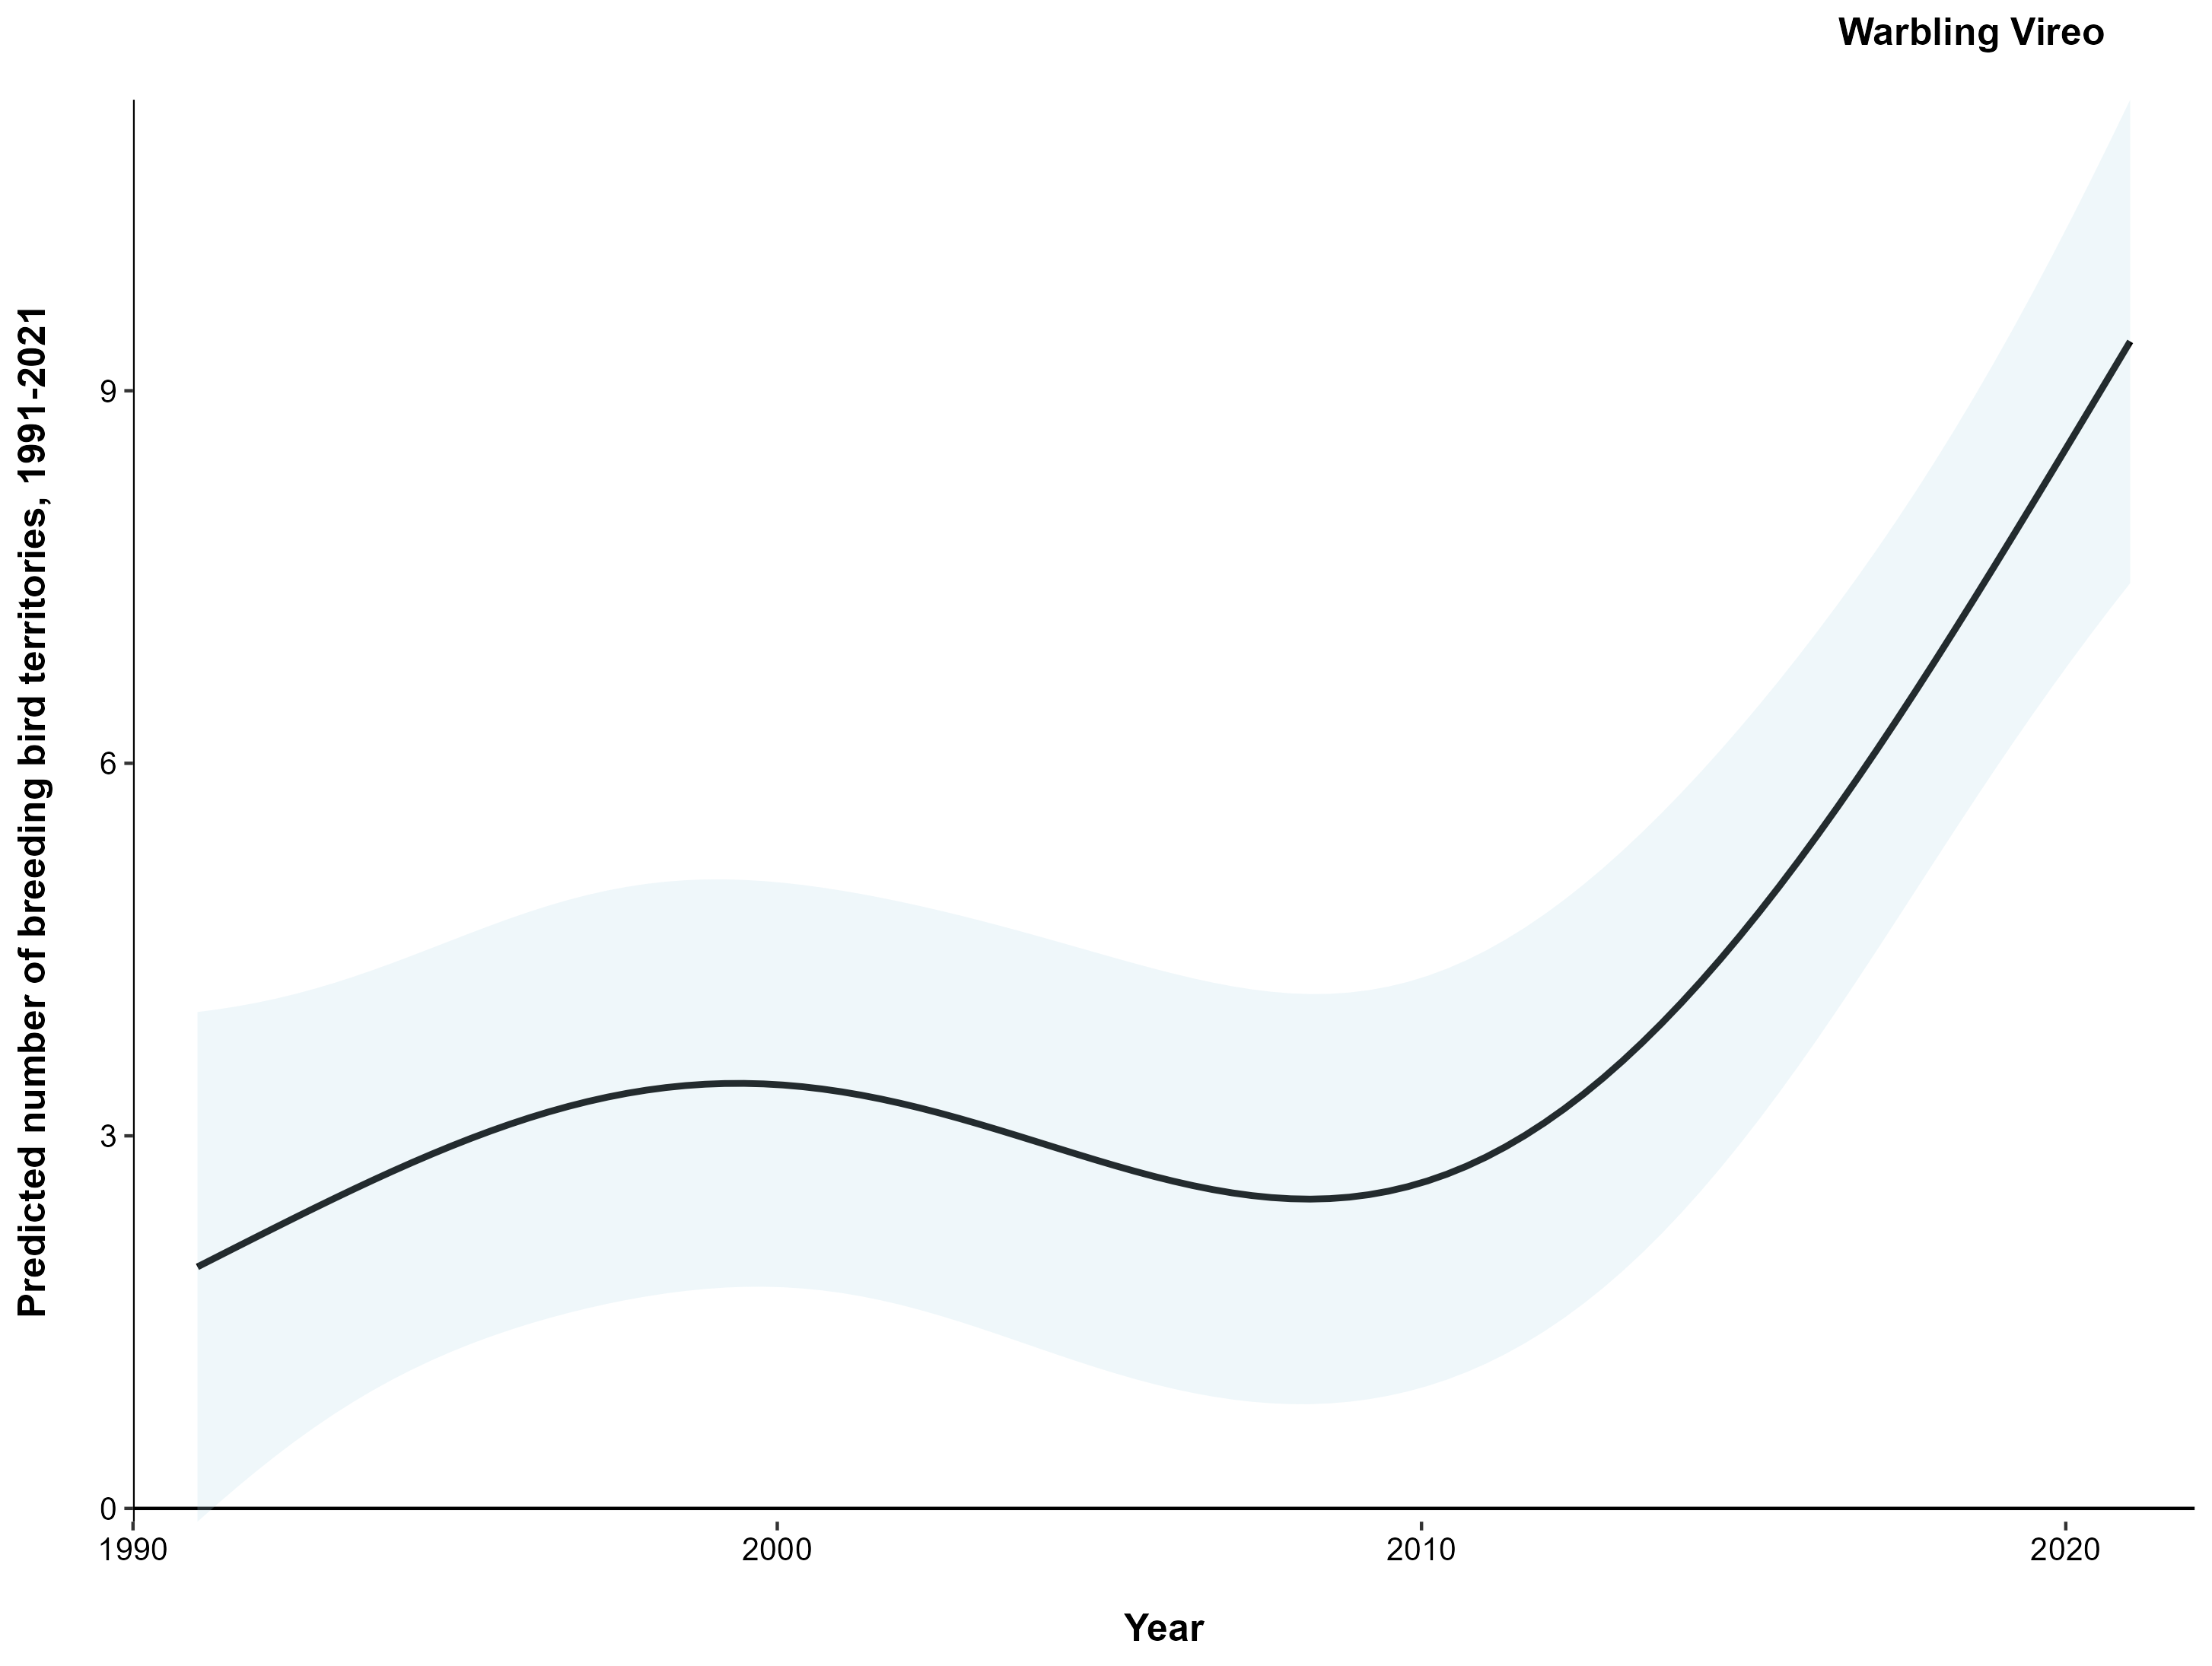 Warbling Vireo
Predicted number of breeding bird territories, 1991-2021
9
6
3
0
1990
2000
2010
2020
Year